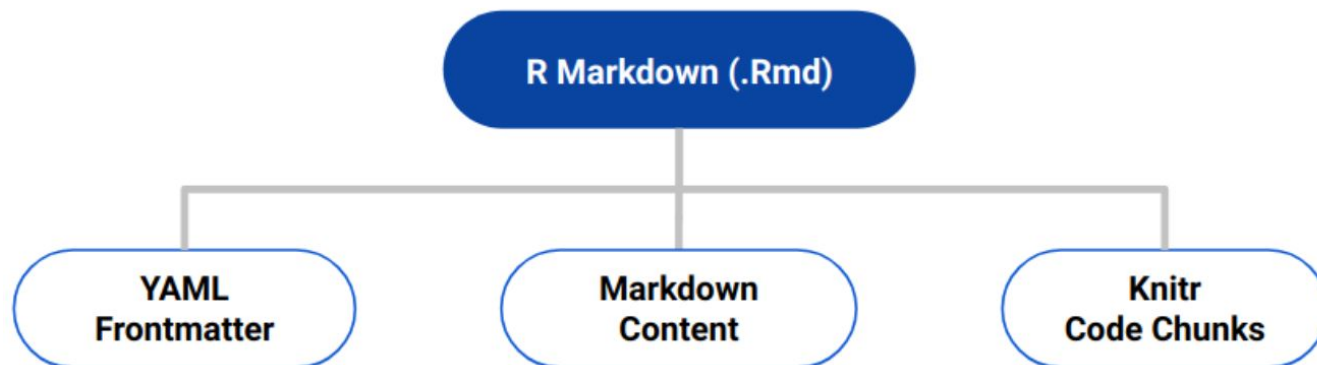 R Markdown (.Rmd)
YAML
Frontmatter
Markdown
Content
Knitr
Code Chunks